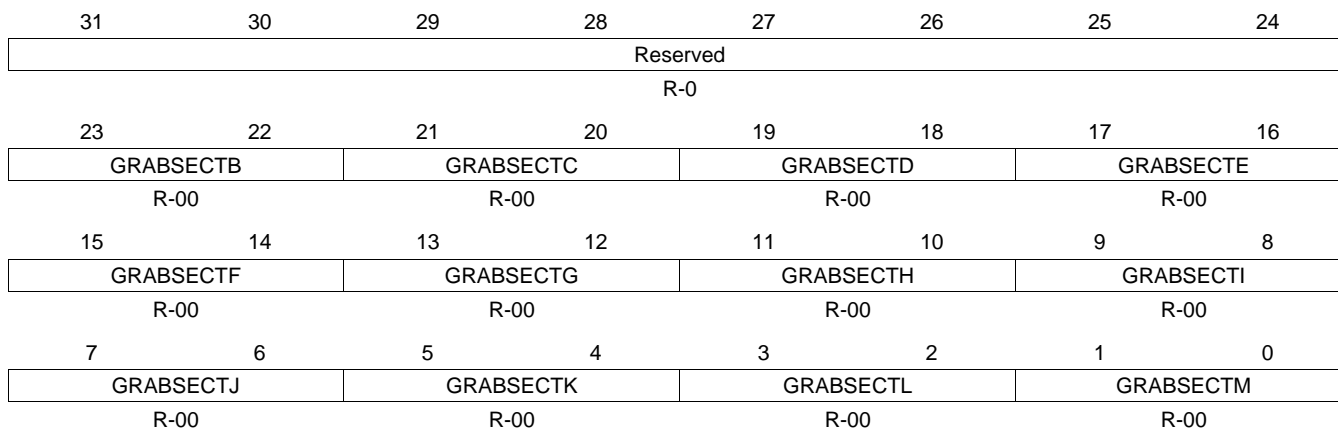 31 30 29 28 27 26 25 24
Reserved
R-0
23 22 21 20 19 18 17 16
GRABSECTB GRABSECTC GRABSECTD GRABSECTE
R-00 R-00 R-00 R-00
15 14 13 12 11 10 9 8
GRABSECTF GRABSECTG GRABSECTH GRABSECTI
R-00 R-00 R-00 R-00
7 6 5 4 3 2 1 0
GRABSECTJ GRABSECTK GRABSECTL GRABSECTM
R-00 R-00 R-00 R-00